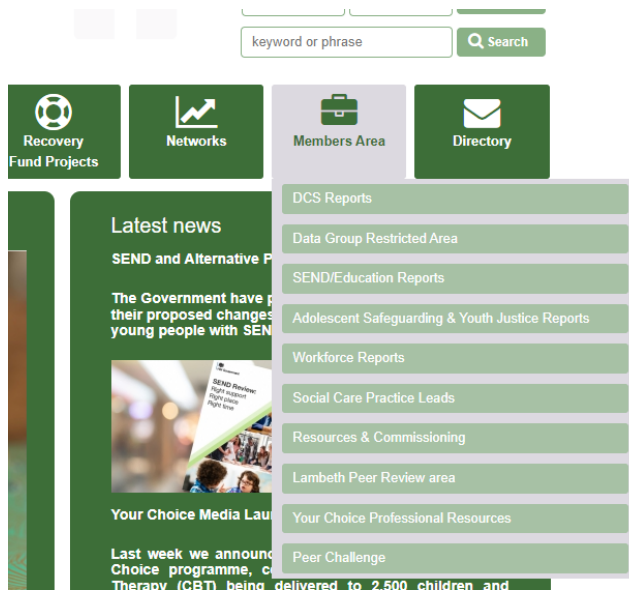 keyword or phrase
Search
Recovery
Fund Projects
Networks
Members Area
Directory
DCS Reports
Data Group Restricted Area
SEND/Education Reports
Adolescent Safeguarding & Youth Justice Reports
Workforce Reports
Social Care Practice Leads
Resources & Commissioning
Lambeth Peer Review area
Your Choice Professional Resources
Peer Challenge
Latest news
SEND and Alternative P
The Government have p
their proposed changes
young people with SEN
SEND Review:
Right support
Right place
Right time
Your Choice Media Lau
Last week we announc
Choice programme, c
Therapy (CBT) being delivered to 2,500 children and